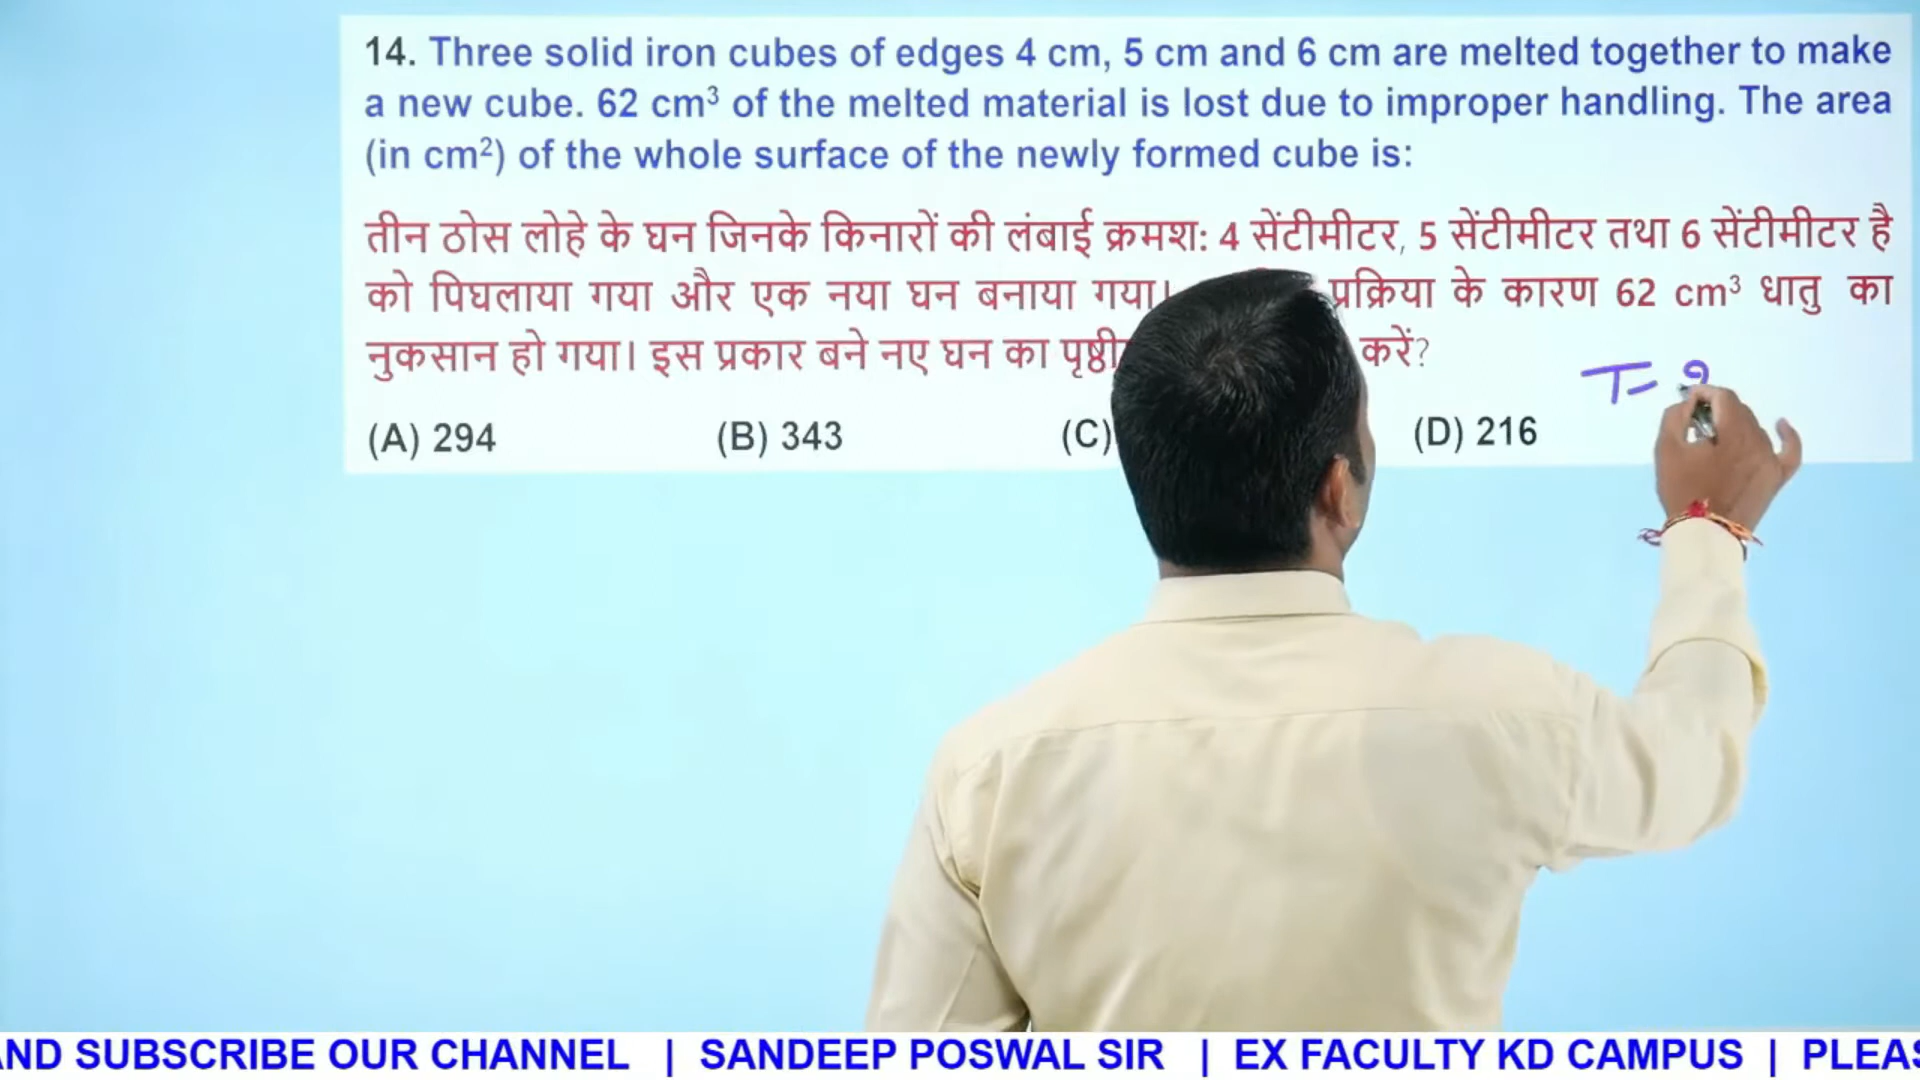 14. Three solid iron cubes of edges 4 cm, 5 cm and 6 cm are melted together to make
a new cube. 62 cm³ of the melted material is lost due to improper handling. The area
(in cm²) of the whole surface of the newly formed cube is:
तीन ठोस लोहे के घन जिनके किनारों की लंबाई क्रमश: 4 सेंटीमीटर, 5 सेंटीमीटर तथा 6 सेंटीमीटर है
को पिघलाया गया और एक नया घन बनाया गया। प्रक्रिया के कारण 62 cm³ धातु का
नुकसान हो गया। इस प्रकार बने नए घन का करें?
T=
(A) 294 (B) 343 (C) (D) 216
SUBSCRIBE OUR CHANNEL | SANDEEP POSWAL SIR | EX FACULTY KD CAMPUS |